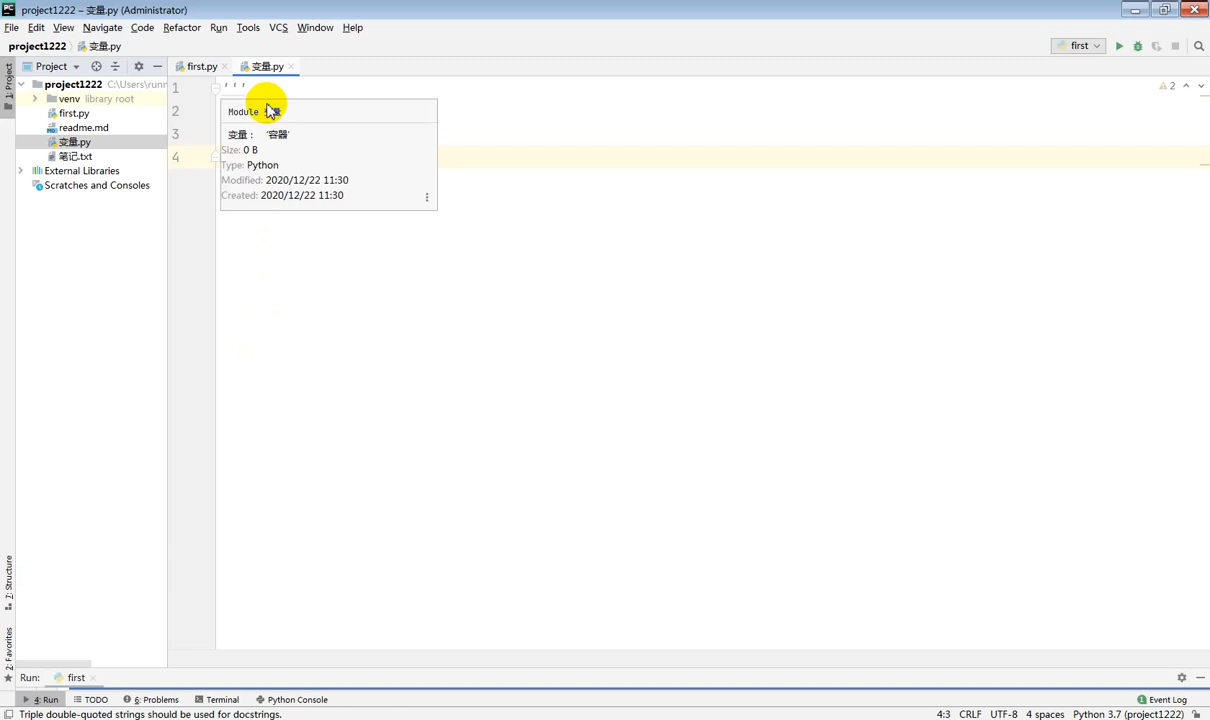 project1222 – 变量.py (Administrator)
File Edit View Navigate Code Refactor Run Tools VCS Window Help
project1222 变量.py
first
1: Project
Project
first.py
变量.py
project1222 C:\Users\runr
venv library root
first.py
readme.md
变量.py
笔记.txt
External Libraries
Scratches and Consoles
1 '''
2
3
4
2
Module
变量： '容器'
Size: 0 B
Type: Python
Modified: 2020/12/22 11:30
Created: 2020/12/22 11:30
7: Structure
2: Favorites
Run: first
4: Run TODO 6: Problems Terminal Python Console 1 Event Log
Triple double-quoted strings should be used for docstrings. 4:3 CRLF UTF-8 4 spaces Python 3.7 (project1222)